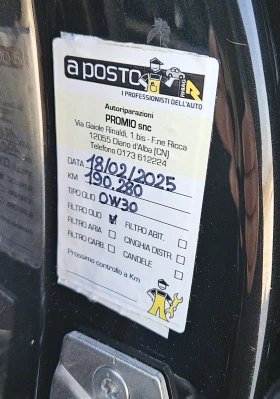 a posto
I PROFESSIONISTI DELL'AUTO
Autoriparazioni
PROMIO snc
Via Gaiole Rinaldi, 1 bis - F.ne Ricca
12055 Diano d'Alba (CN)
Telefono 0173 612224
DATA 18/02/2025
KM 190.280
TIPO OLIO 0W30
FILTRO OLIO FILTRO ABIT.
FILTRO ARIA CINGHIA DISTR.
FILTRO CARB. CANDELE
Prossimo controllo a Km